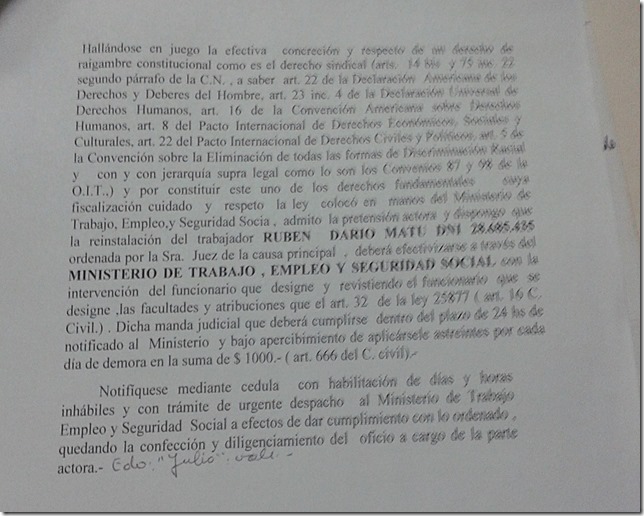 Hallándose en juego la efectiva concreción y respeto de un derecho de
raigambre constitucional como es el derecho sindical (arts. 14 bis y 75 inc. 22
segundo párrafo de la C.N. , a saber art. 22 de la Declaración Americana de los
Derechos y Deberes del Hombre, art. 23 inc. 4 de la Declaración Universal de
Derechos Humanos, art. 16 de la Convención Americana sobre Derechos
Humanos, art. 8 del Pacto Internacional de Derechos Económicos, Sociales y
Culturales, art. 22 del Pacto Internacional de Derechos Civiles y Políticos, art. 5 de
la Convención sobre la Eliminación de todas las formas de Discriminación Racial
y con y con jerarquía supra legal como lo son los Convenios 87 y 98 de la
O.I.T.,) y por constituir este uno de los derechos fundamentales cuya
fiscalización cuidado y respeto la ley colocó en manos del Ministerio de
Trabajo, Empleo,y Seguridad Socia , admito la pretensión actora y dispongo que
la reinstalación del trabajador RUBEN DARIO MATU DNI
ordenada por la Sra. Juez de la causa principal , deberá efectivizarse a través del
MINISTERIO DE TRABAJO , EMPLEO Y SEGURIDAD SOCIAL con la
intervención del funcionario que designe y revistiendo el funcionario que se
designe ,las facultades y atribuciones que el art. 32 de la ley 25877 ( art. 16 C.
Civil.) . Dicha manda judicial que deberá cumplirse dentro del plazo de 24 hs de
notificado al Ministerio y bajo apercibimiento de aplicársele astreintes por cada
día de demora en la suma de $ 1000.- ( art. 666 del C. civil).-
Notifíquese mediante cedula con habilitación de días y horas
inhábiles y con trámite de urgente despacho al Ministerio de Trabajo
Empleo y Seguridad Social a efectos de dar cumplimiento con lo ordenado ,
quedando la confección y diligenciamiento del oficio a cargo de la parte
actora.- Edo: "Julio": vale -